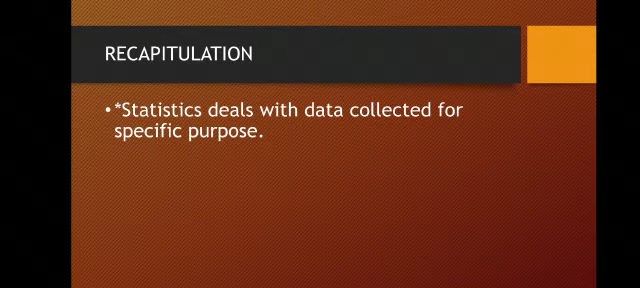 RECAPITULATION
• *Statistics deals with data collected for
specific purpose.